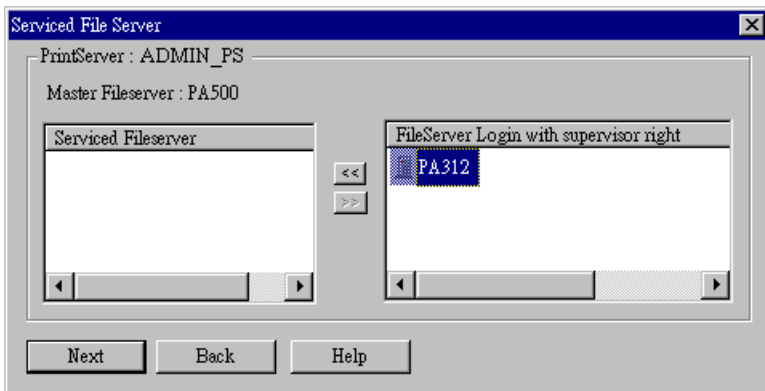 Serviced File Server
PrintServer : ADMIN_PS
Master Fileserver : PA500
Serviced Fileserver
FileServer Login with supervisor right
PA312
<<
>>
Next Back Help